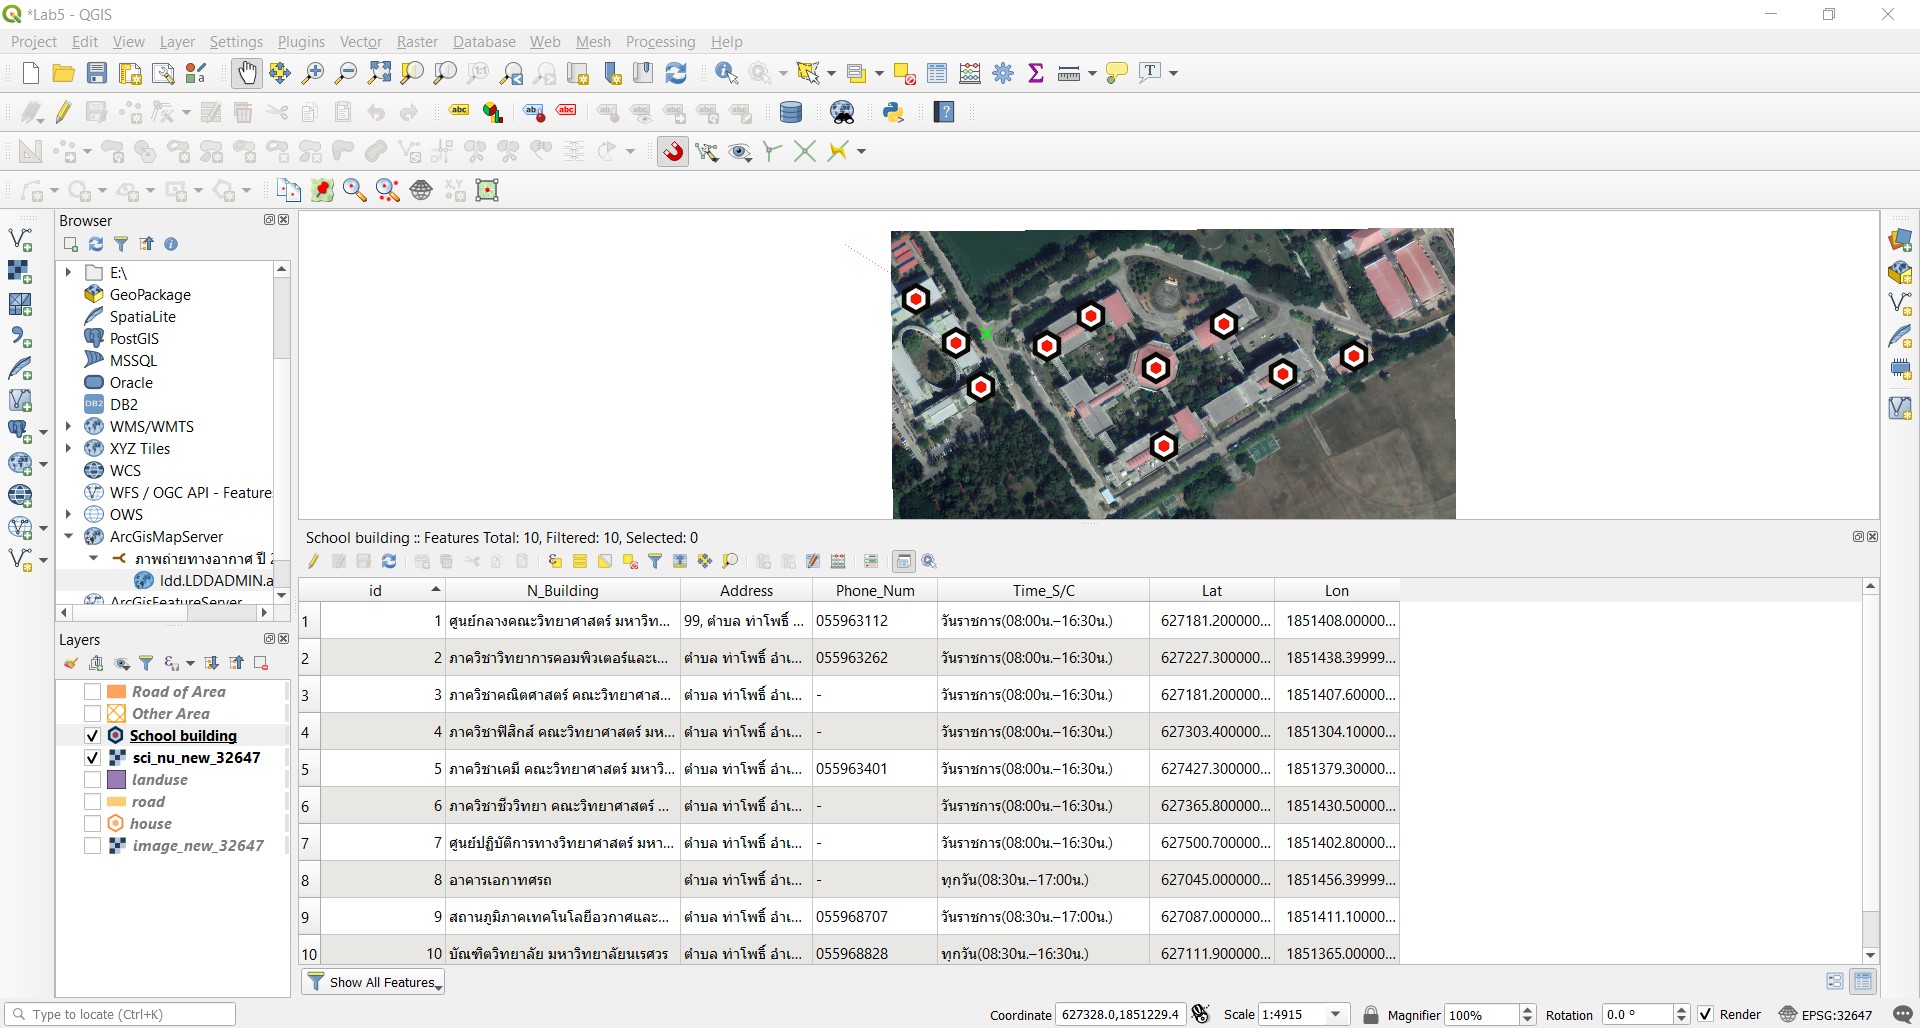 *Lab5 - QGIS
Project Edit View Layer Settings Plugins Vector Raster Database Web Mesh Processing Help
Browser
E:\
GeoPackage
SpatiaLite
PostGIS
MSSQL
Oracle
DB2
WMS/WMTS
XYZ Tiles
WCS
WFS / OGC API - Feature
OWS
ArcGisMapServer
ภาพถ่ายทางอากาศ ปี 2
ldd.LDDADMIN.a
ArcGisFeatureServer
Layers
Road of Area
Other Area
School building
sci_nu_new_32647
landuse
road
house
image_new_32647
School building :: Features Total: 10, Filtered: 10, Selected: 0
id N_Building Address Phone_Num Time_S/C Lat Lon
1 1 ศูนย์กลางคณะวิทยาศาสตร์ มหาวิท... 99, ตำบล ท่าโพธิ์ ... 055963112 วันราชการ(08:00น.–16:30น.) 627181.200000... 1851408.00000...
2 2 ภาควิชาวิทยาการคอมพิวเตอร์และเ... ตำบล ท่าโพธิ์ อำเ... 055963262 วันราชการ(08:00น.–16:30น.) 627227.300000... 1851438.39999...
3 3 ภาควิชาคณิตศาสตร์ คณะวิทยาศาส... ตำบล ท่าโพธิ์ อำเ... - วันราชการ(08:00น.–16:30น.) 627181.200000... 1851407.60000...
4 4 ภาควิชาฟิสิกส์ คณะวิทยาศาสตร์ มห... ตำบล ท่าโพธิ์ อำเ... - วันราชการ(08:00น.–16:30น.) 627303.400000... 1851304.10000...
5 5 ภาควิชาเคมี คณะวิทยาศาสตร์ มหาวิ... ตำบล ท่าโพธิ์ อำเ... 055963401 วันราชการ(08:00น.–16:30น.) 627427.300000... 1851379.30000...
6 6 ภาควิชาชีววิทยา คณะวิทยาศาสตร์ ... ตำบล ท่าโพธิ์ อำเ... - วันราชการ(08:00น.–16:30น.) 627365.800000... 1851430.50000...
7 7 ศูนย์ปฏิบัติการทางวิทยาศาสตร์ มหา... ตำบล ท่าโพธิ์ อำเ... - วันราชการ(08:00น.–16:30น.) 627500.700000... 1851402.80000...
8 8 อาคารเอกาทศรถ ตำบล ท่าโพธิ์ อำเ... - ทุกวัน(08:30น.–17:00น.) 627045.000000... 1851456.39999...
9 9 สถานภูมิภาคเทคโนโลยีอวกาศและ... ตำบล ท่าโพธิ์ อำเ... 055968707 วันราชการ(08:30น.–17:00น.) 627087.000000... 1851411.10000...
10 10 บัณฑิตวิทยาลัย มหาวิทยาลัยนเรศวร ตำบล ท่าโพธิ์ อำเ... 055968828 ทุกวัน(08:30น.–16:30น.) 627111.900000... 1851365.00000...
Show All Features
Type to locate (Ctrl+K) Coordinate 627328.0,1851229.4 Scale 1:4915 Magnifier 100% Rotation 0.0 ° Render EPSG:32647